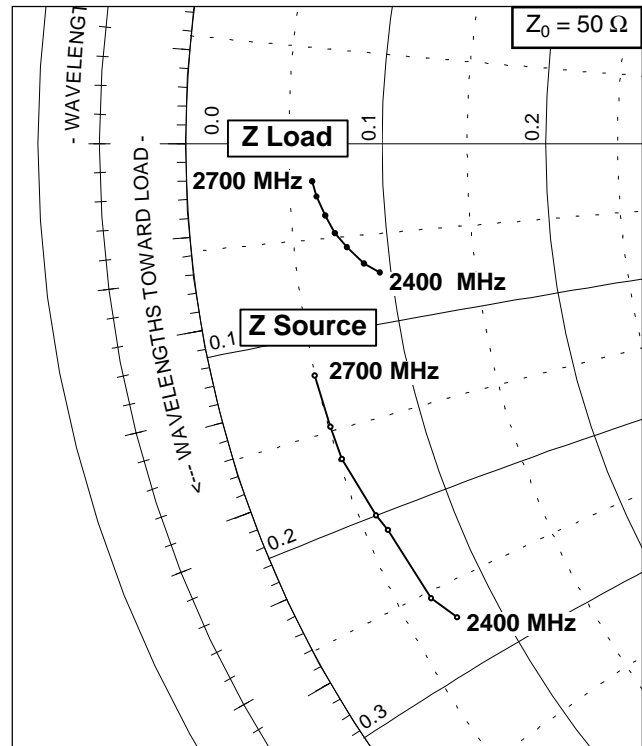 Z₀ = 50 Ω
- WAVELENGT
0.0
0.1
0.2
Z Load
2700 MHz
2400 MHz
<--- WAVELENGTHS TOWARD LOAD -
Z Source
0.1
2700 MHz
0.2
2400 MHz
0.3